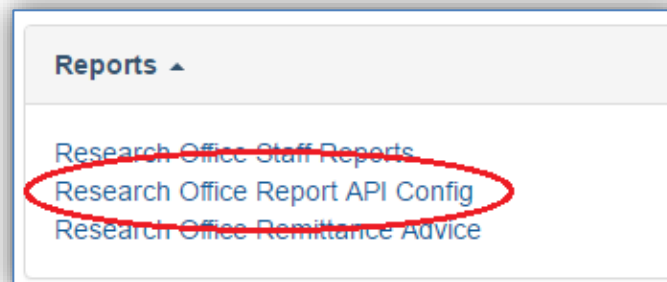 Reports
Research Office Staff Reports
Research Office Report API Config
Research Office Remittance Advice